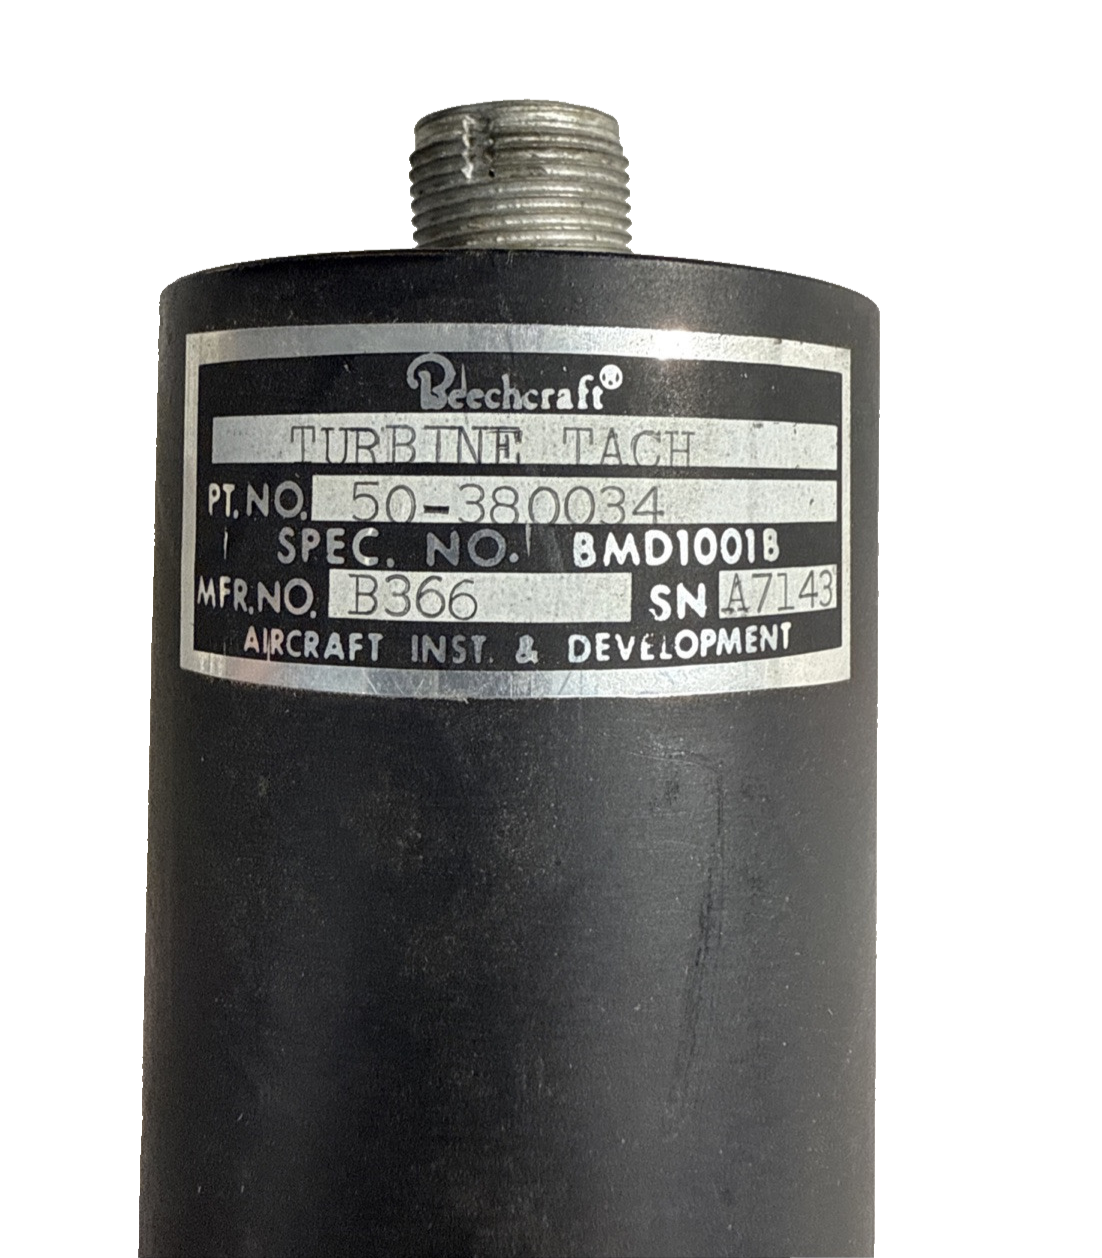 Beechcraft®
TURBINE TACH
PT. NO. 50-380034
SPEC. NO. BMD1001B
MFR. NO. B366 SN A7143
AIRCRAFT INST. & DEVELOPMENT